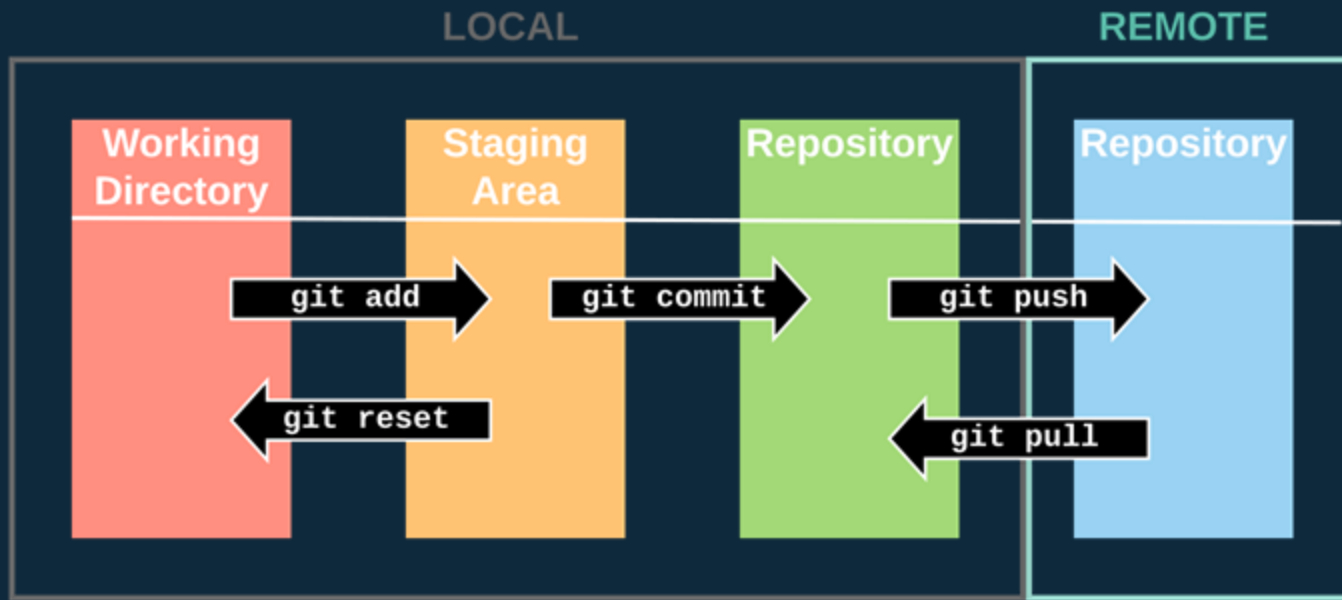 LOCAL
REMOTE
Working
Directory
Staging
Area
Repository
Repository
git add
git commit
git push
git reset
git pull